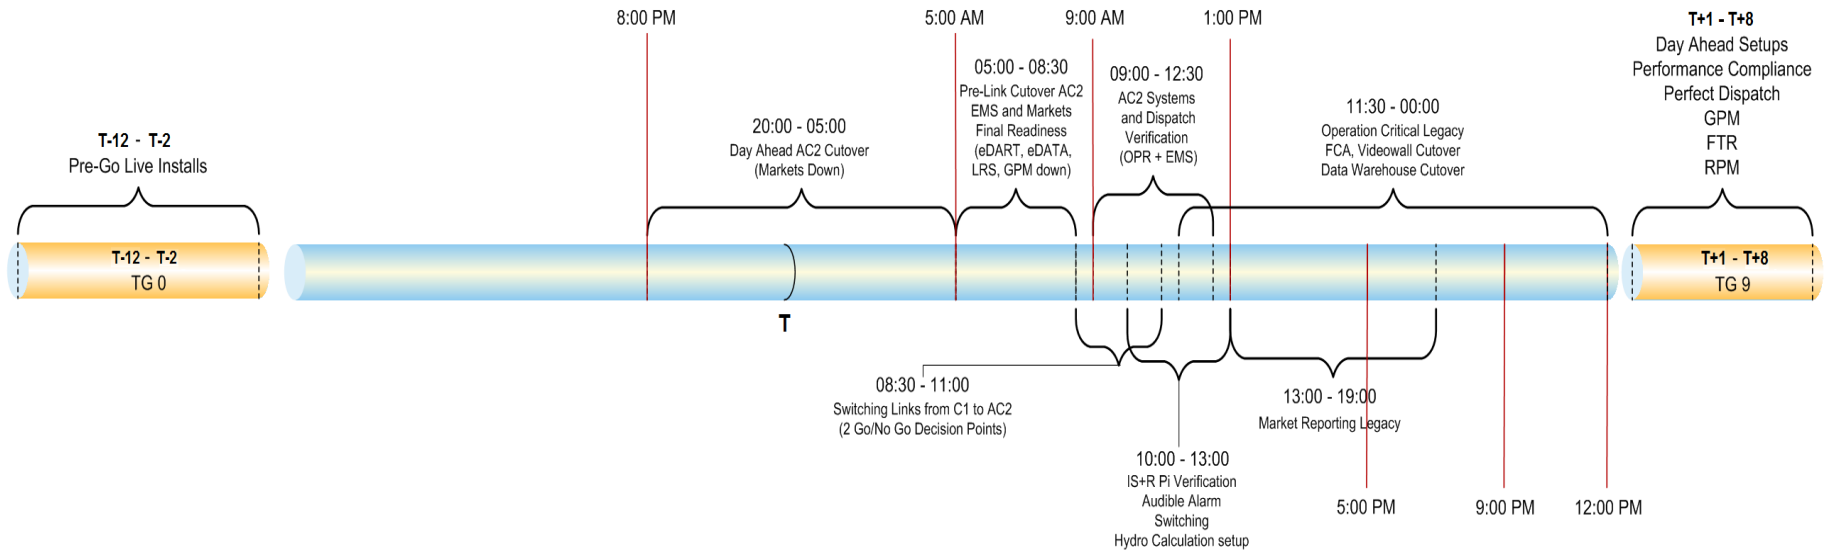 8:00 PM
5:00 AM
9:00 AM
1:00 PM
T+1 - T+8
Day Ahead Setups
Performance Compliance
Perfect Dispatch
GPM
FTR
RPM
T-12 - T-2
Pre-Go Live Installs
20:00 - 05:00
Day Ahead AC2 Cutover
(Markets Down)
05:00 - 08:30
Pre-Link Cutover AC2
EMS and Markets
Final Readiness
(eDART, eDATA,
LRS, GPM down)
09:00 - 12:30
AC2 Systems
and Dispatch
Verification
(OPR + EMS)
11:30 - 00:00
Operation Critical Legacy
FCA, Videowall Cutover
Data Warehouse Cutover
T-12 - T-2
TG 0
T+1 - T+8
TG 9
T
08:30 - 11:00
Switching Links from C1 to AC2
(2 Go/No Go Decision Points)
10:00 - 13:00
IS+R Pi Verification
Audible Alarm
Switching
Hydro Calculation setup
13:00 - 19:00
Market Reporting Legacy
5:00 PM
9:00 PM
12:00 PM